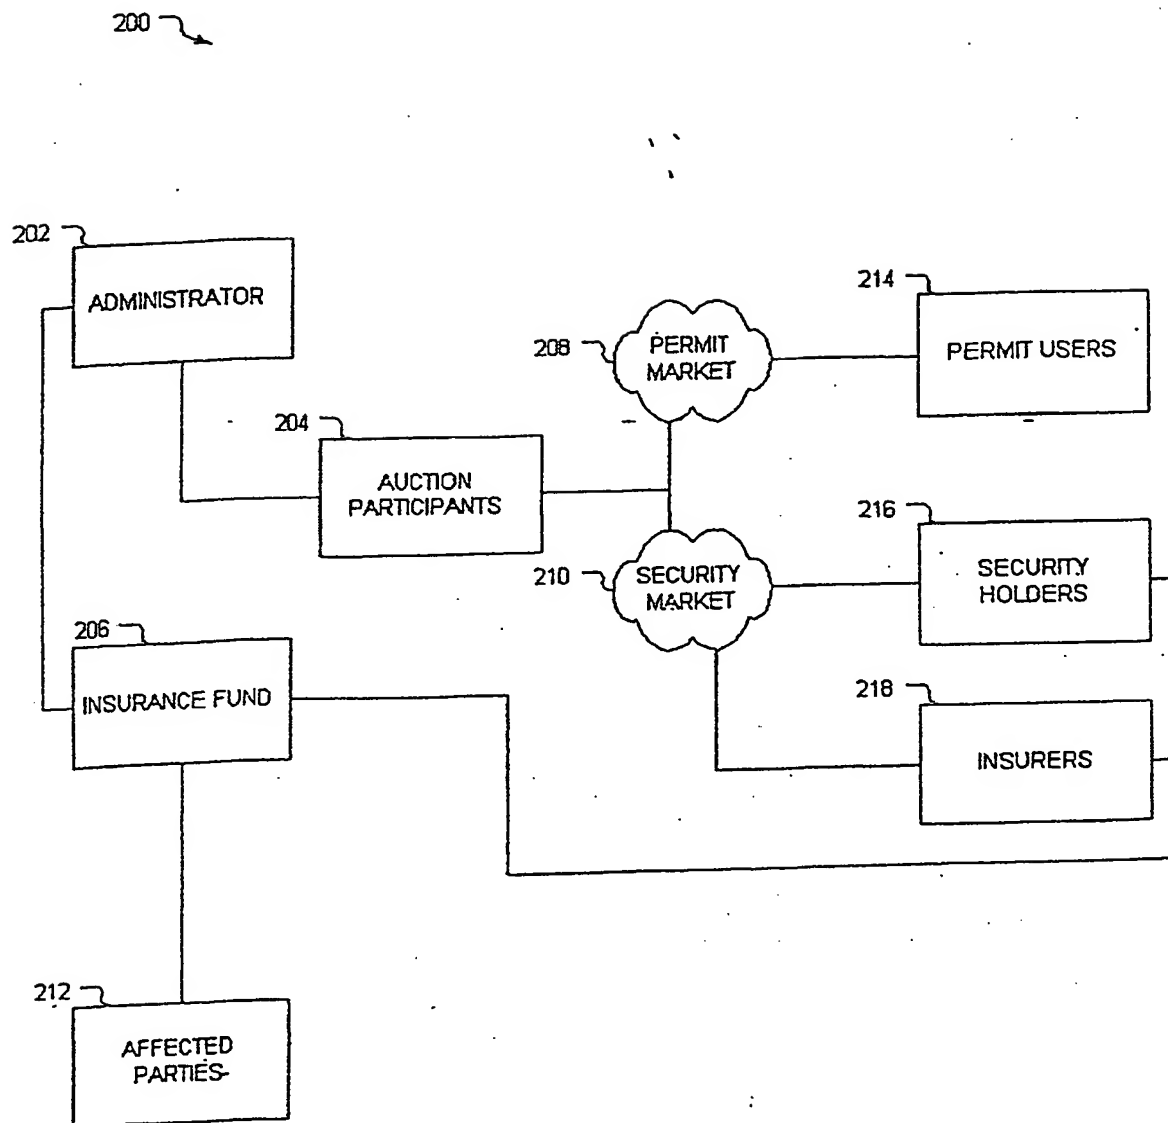 200
202
ADMINISTRATOR
204
AUCTION
PARTICIPANTS
206
INSURANCE FUND
208
PERMIT
MARKET
210
SECURITY
MARKET
212
AFFECTED
PARTIES
214
PERMIT USERS
216
SECURITY
HOLDERS
218
INSURERS